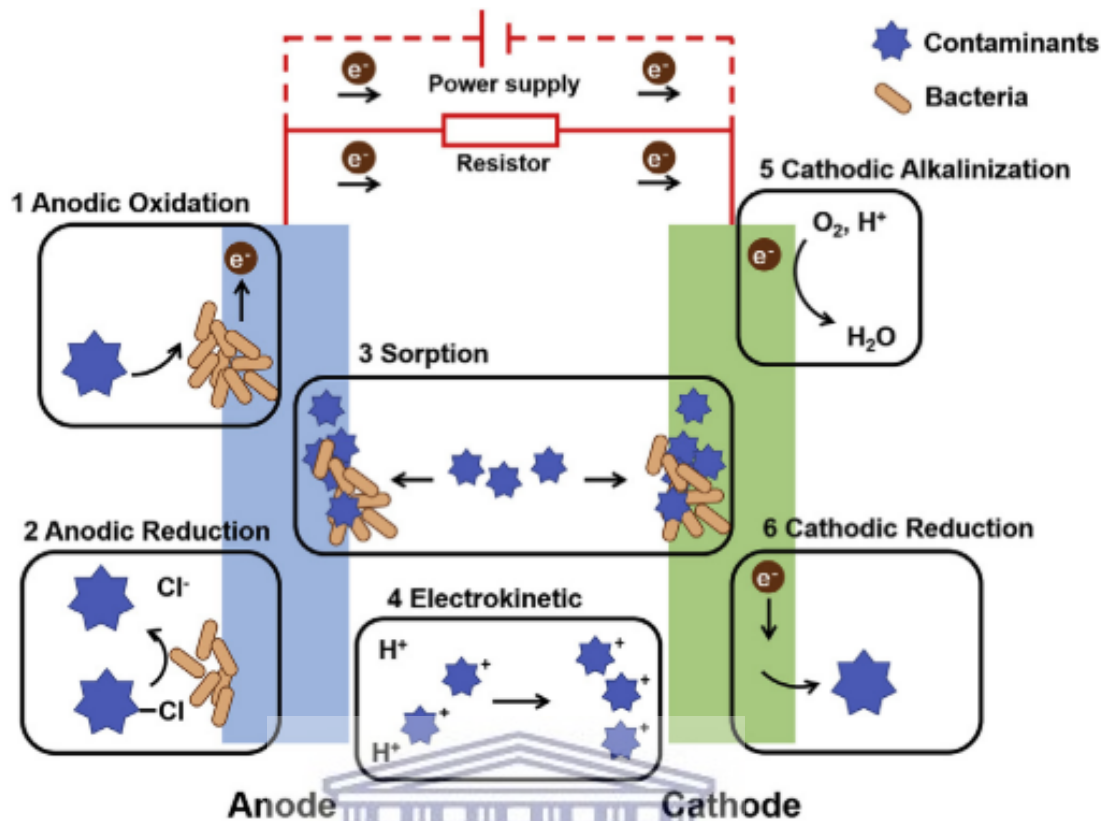 e⁻
e⁻
Power supply
Resistor
e⁻
e⁻
Contaminants
Bacteria
1 Anodic Oxidation
e⁻
5 Cathodic Alkalinization
e⁻
O₂, H⁺
H₂O
3 Sorption
2 Anodic Reduction
Cl⁻
Cl
4 Electrokinetic
H⁺
+
+
+
+
+
H⁺
6 Cathodic Reduction
e⁻
Anode
Cathode